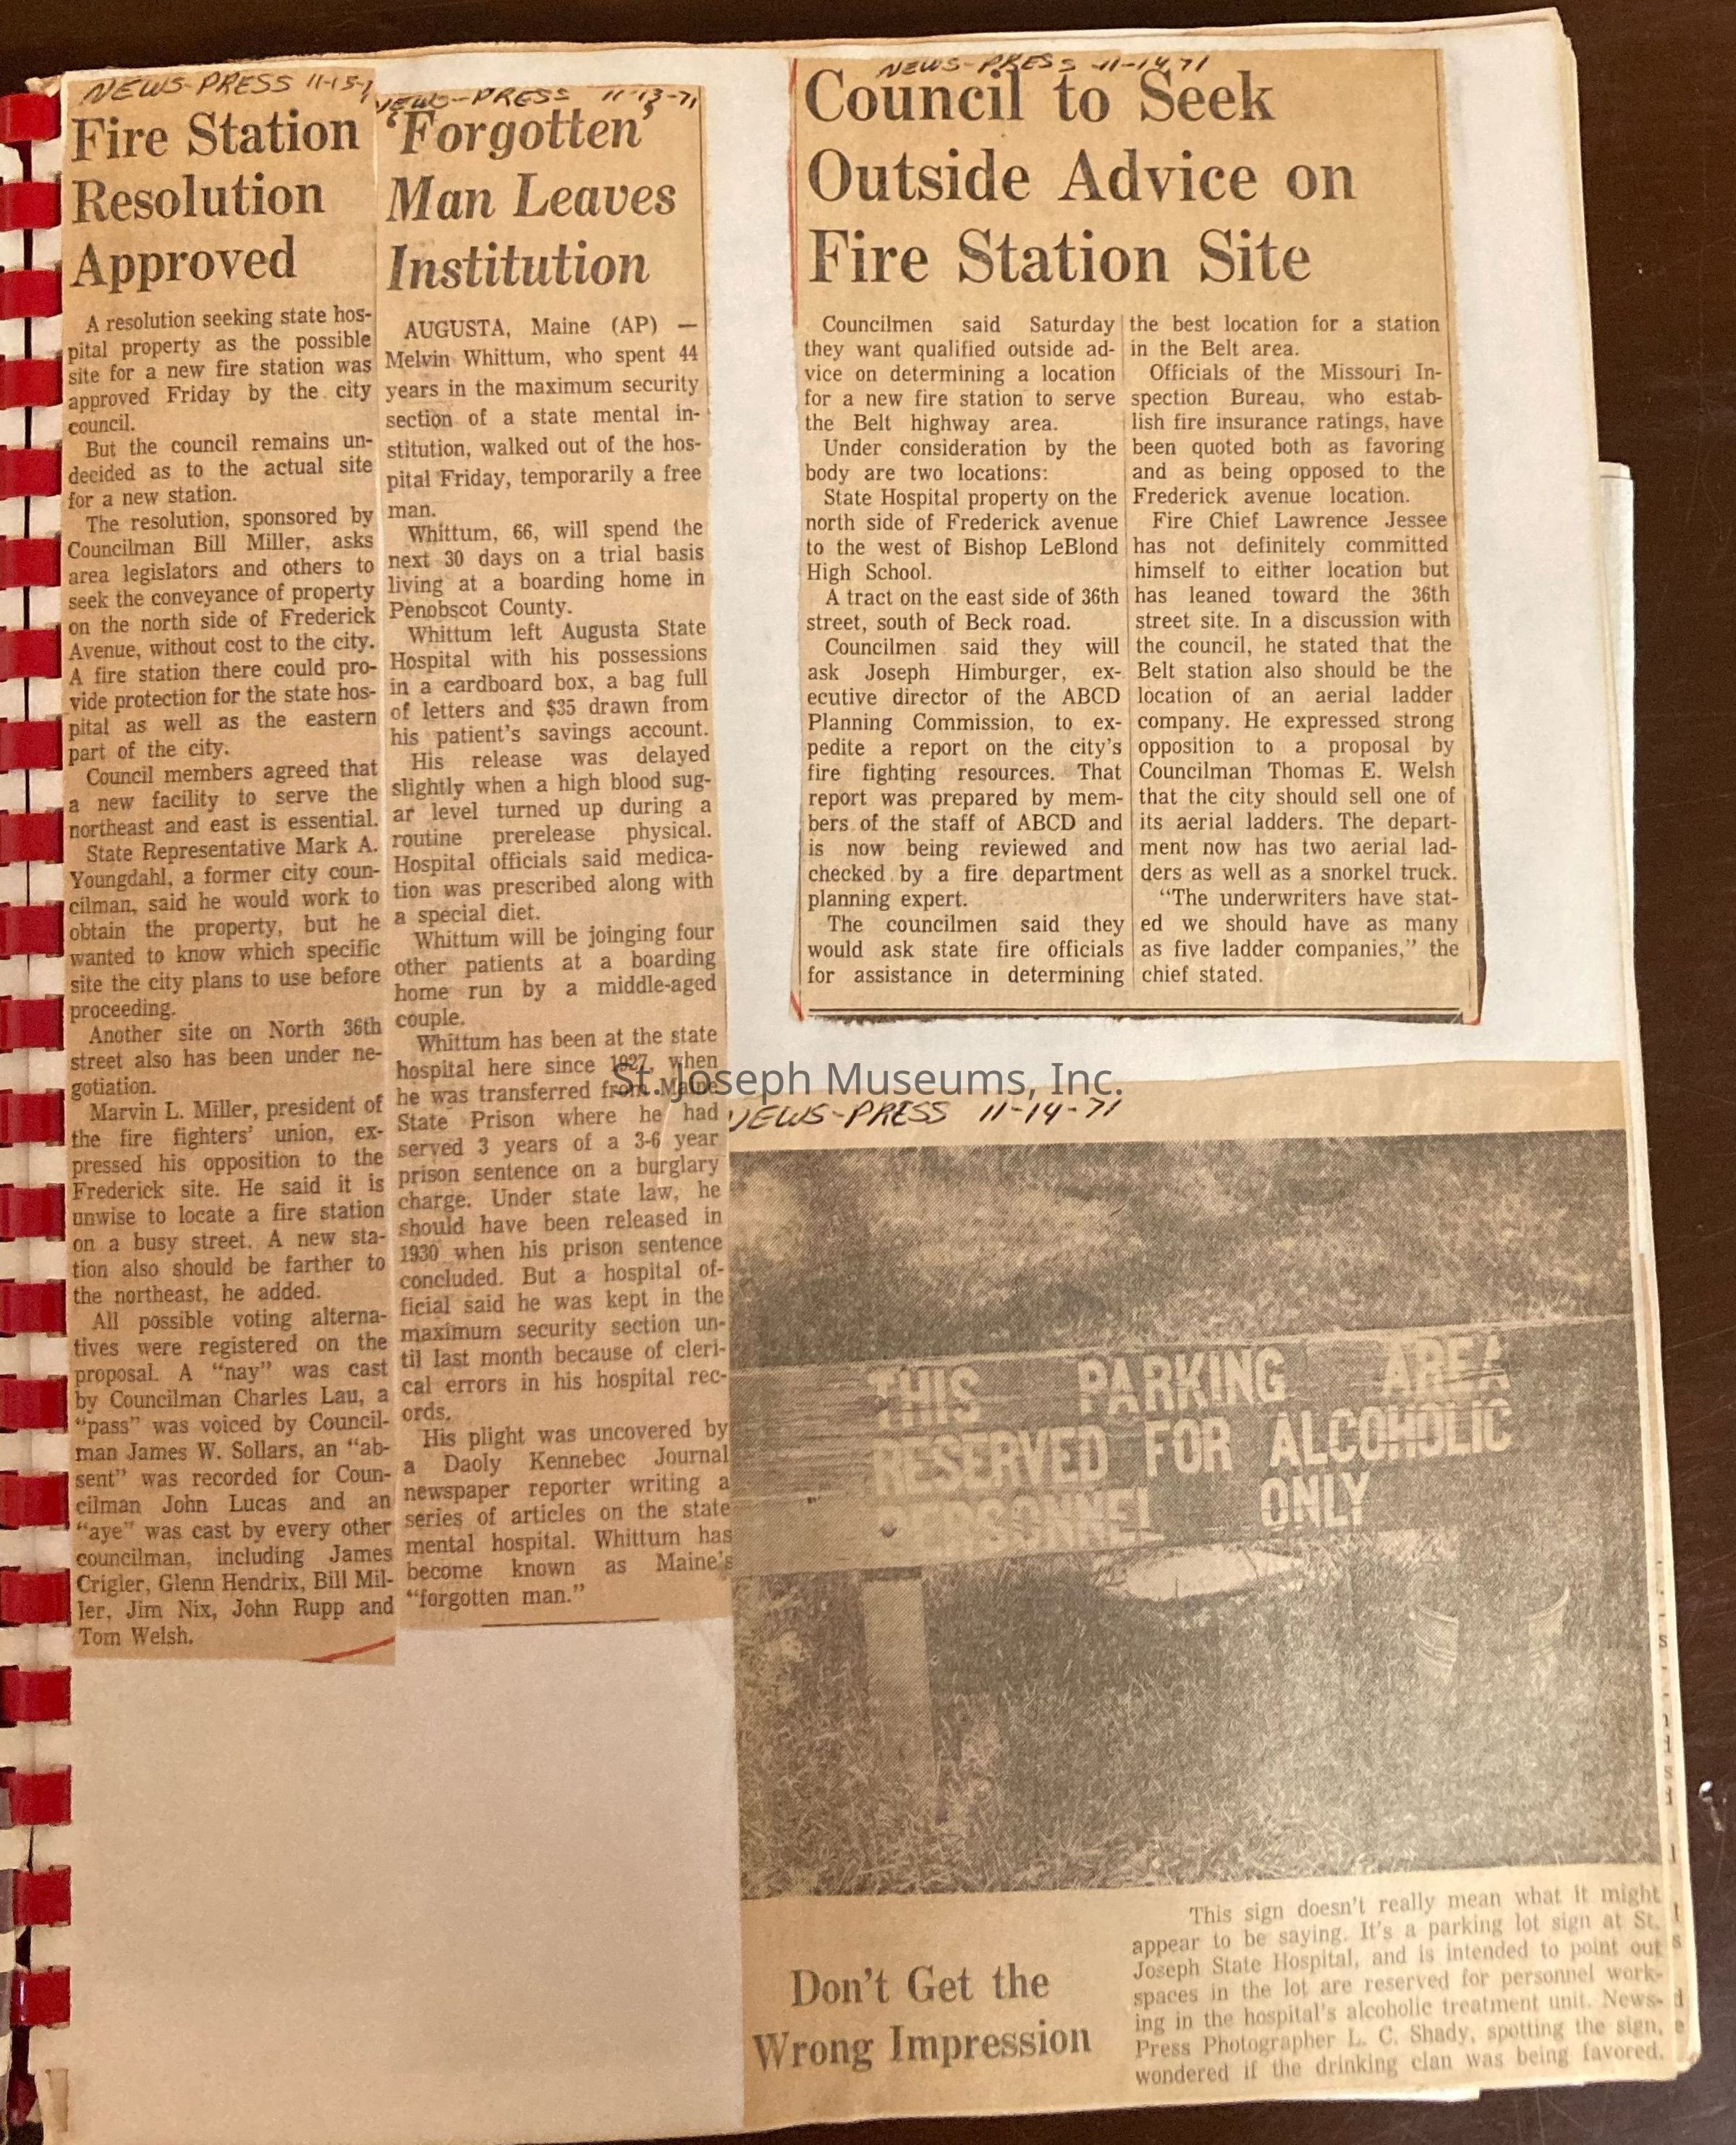 NEWS-PRESS 11-13-7
Fire Station
Resolution
Approved
A resolution seeking state hos-
pital property as the possible
site for a new fire station was
approved Friday by the city
council.
But the council remains un-
decided as to the actual site
for a new station.
The resolution, sponsored by
Councilman Bill Miller, asks
area legislators and others to
seek the conveyance of property
on the north side of Frederick
Avenue, without cost to the city.
A fire station there could pro-
vide protection for the state hos-
pital as well as the eastern
part of the city.
Council members agreed that
a new facility to serve the
northeast and east is essential.
State Representative Mark A.
Youngdahl, a former city coun-
cilman, said he would work to
obtain the property, but he
wanted to know which specific
site the city plans to use before
proceeding.
Another site on North 36th
street also has been under ne-
gotiation.
Marvin L. Miller, president of
the fire fighters' union, ex-
pressed his opposition to the
Frederick site. He said it is
unwise to locate a fire station
on a busy street. A new sta-
tion also should be farther to
the northeast, he added.
All possible voting alterna-
tives were registered on the
proposal. A "nay" was cast
by Councilman Charles Lau, a
"pass" was voiced by Council-
man James W. Sollars, an "ab-
sent" was recorded for Coun-
cilman John Lucas and an
"aye" was cast by every other
councilman, including James
Crigler, Glenn Hendrix, Bill Mil-
ler, Jim Nix, John Rupp and
Tom Welsh.
NEWS-PRESS 11-13-71
'Forgotten'
Man Leaves
Institution
AUGUSTA, Maine (AP) —
Melvin Whittum, who spent 44
years in the maximum security
section of a state mental in-
stitution, walked out of the hos-
pital Friday, temporarily a free
man.
Whittum, 66, will spend the
next 30 days on a trial basis
living at a boarding home in
Penobscot County.
Whittum left Augusta State
Hospital with his possessions
in a cardboard box, a bag full
of letters and $35 drawn from
his patient's savings account.
His release was delayed
slightly when a high blood sug-
ar level turned up during a
routine prerelease physical.
Hospital officials said medica-
tion was prescribed along with
a special diet.
Whittum will be joinging four
other patients at a boarding
home run by a middle-aged
couple.
Whittum has been at the state
hospital here since 1927, when
he was transferred from Maine
State Prison where he had
served 3 years of a 3-6 year
prison sentence on a burglary
charge. Under state law, he
should have been released in
1930 when his prison sentence
concluded. But a hospital of-
ficial said he was kept in the
maximum security section un-
til last month because of cleri-
cal errors in his hospital rec-
ords.
His plight was uncovered by
a Daoly Kennebec Journal
newspaper reporter writing a
series of articles on the state
mental hospital. Whittum has
become known as Maine's
"forgotten man."
NEWS-PRESS 11-14-71
Council to Seek
Outside Advice on
Fire Station Site
Councilmen said Saturday
they want qualified outside ad-
vice on determining a location
for a new fire station to serve
the Belt highway area.
Under consideration by the
body are two locations:
State Hospital property on the
north side of Frederick avenue
to the west of Bishop LeBlond
High School.
A tract on the east side of 36th
street, south of Beck road.
Councilmen said they will
ask Joseph Himburger, ex-
ecutive director of the ABCD
Planning Commission, to ex-
pedite a report on the city's
fire fighting resources. That
report was prepared by mem-
bers of the staff of ABCD and
is now being reviewed and
checked by a fire department
planning expert.
The councilmen said they
would ask state fire officials
for assistance in determining
the best location for a station
in the Belt area.
Officials of the Missouri In-
spection Bureau, who estab-
lish fire insurance ratings, have
been quoted both as favoring
and as being opposed to the
Frederick avenue location.
Fire Chief Lawrence Jessee
has not definitely committed
himself to either location but
has leaned toward the 36th
street site. In a discussion with
the council, he stated that the
Belt station also should be the
location of an aerial ladder
company. He expressed strong
opposition to a proposal by
Councilman Thomas E. Welsh
that the city should sell one of
its aerial ladders. The depart-
ment now has two aerial lad-
ders as well as a snorkel truck.
"The underwriters have stat-
ed we should have as many
as five ladder companies," the
chief stated.
St. Joseph Museums, Inc.
NEWS-PRESS 11-14-71
THIS PARKING AREA
RESERVED FOR ALCOHOLIC
PARSONNEL ONLY
Don't Get the
Wrong Impression
This sign doesn't really mean what it might
appear to be saying. It's a parking lot sign at St.
Joseph State Hospital, and is intended to point out
spaces in the lot are reserved for personnel work-
ing in the hospital's alcoholic treatment unit. News-
Press Photographer L. C. Shady, spotting the sign,
wondered if the drinking clan was being favored.